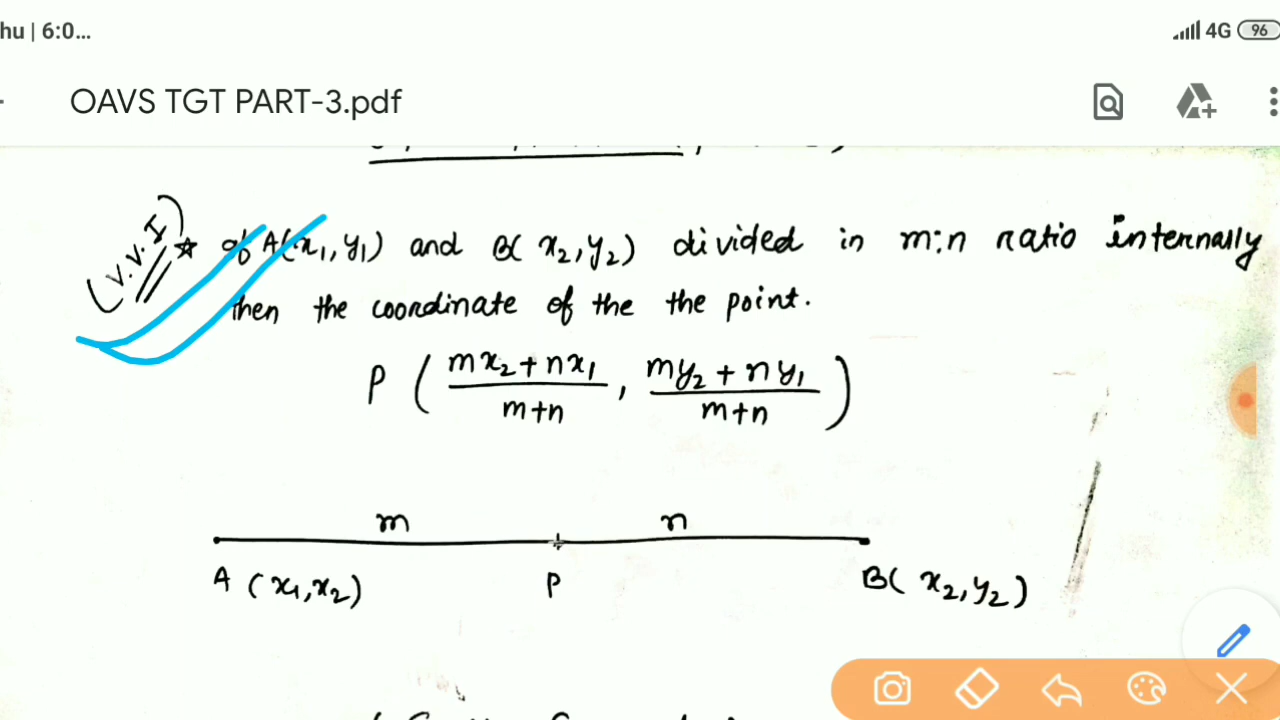 hu | 6:0...
4G 96
OAVS TGT PART-3.pdf
(V.V.I) ☆ of A(x₁, y₁) and B( x₂, y₂) divided in m:n ratio internally
then the coordinate of the the point.
P ( mx₂ + nx₁ / m+n , my₂ + ny₁ / m+n )
m n
A (x₁, x₂) P B( x₂, y₂)